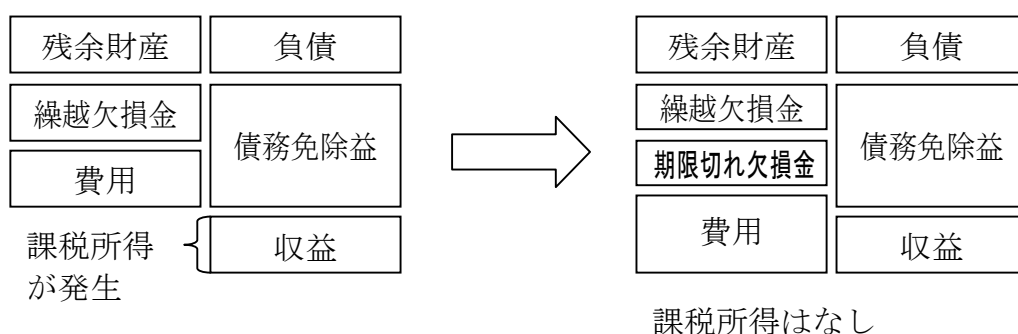 残余財産
負債
繰越欠損金
債務免除益
費用
課税所得
が発生
収益
残余財産
負債
繰越欠損金
債務免除益
期限切れ欠損金
費用
収益
課税所得はなし